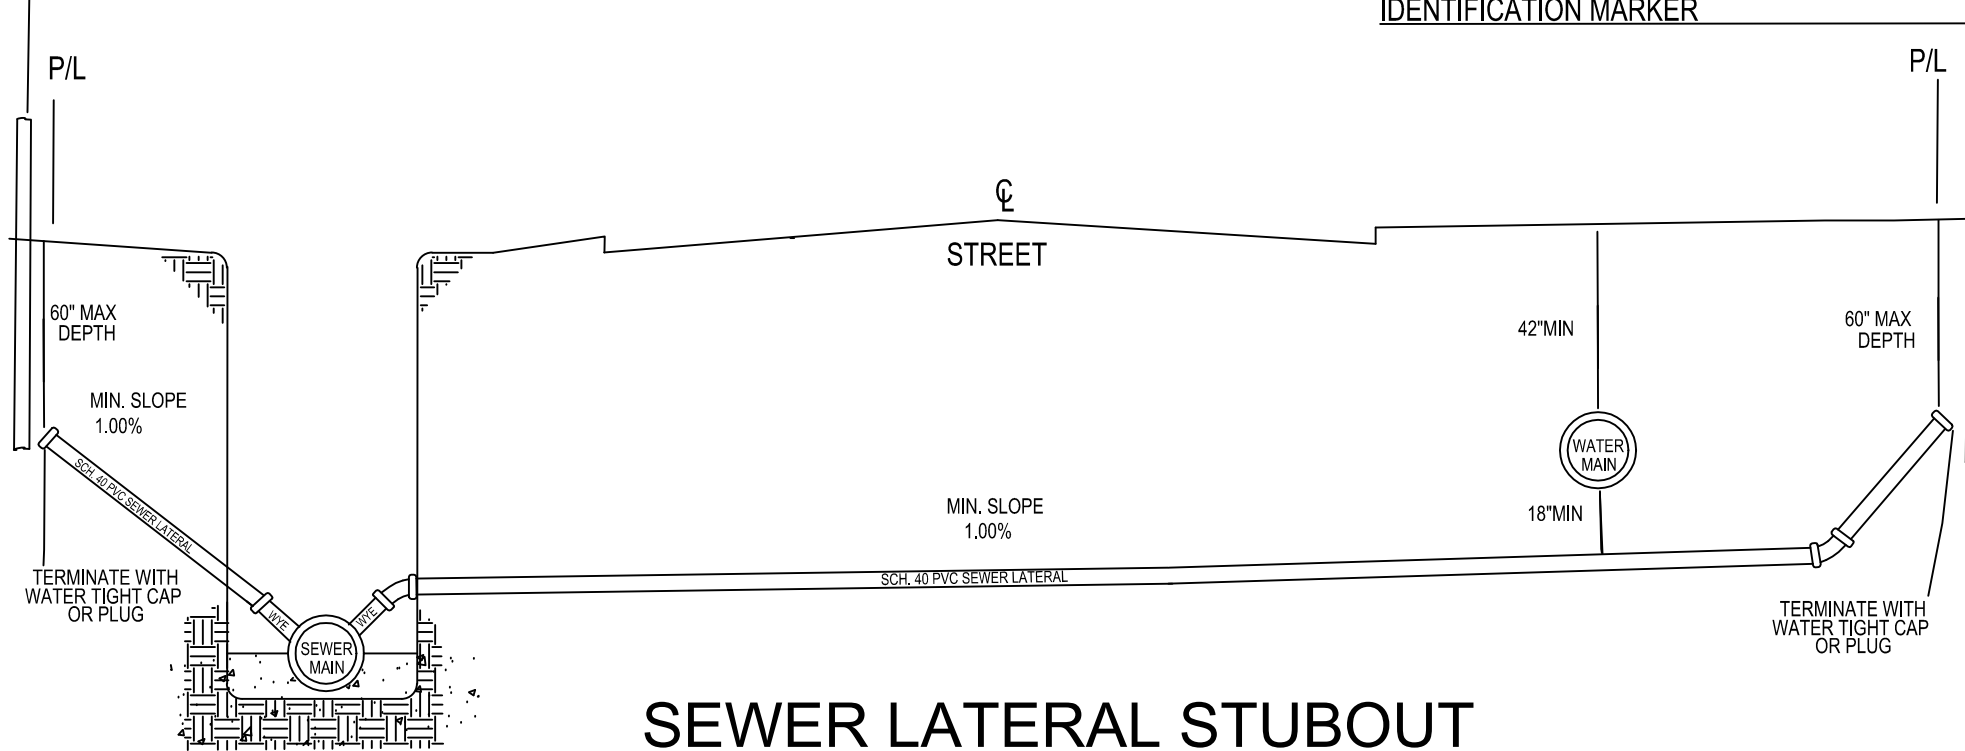 IDENTIFICATION MARKER
P/L
P/L
℄
STREET
60" MAX
DEPTH
42"MIN
60" MAX
DEPTH
MIN. SLOPE
1.00%
WATER
MAIN
SCH. 40 PVC SEWER LATERAL
MIN. SLOPE
1.00%
18"MIN
SCH. 40 PVC SEWER LATERAL
TERMINATE WITH
WATER TIGHT CAP
OR PLUG
WYE
WYE
SEWER
MAIN
TERMINATE WITH
WATER TIGHT CAP
OR PLUG
SEWER LATERAL STUBOUT